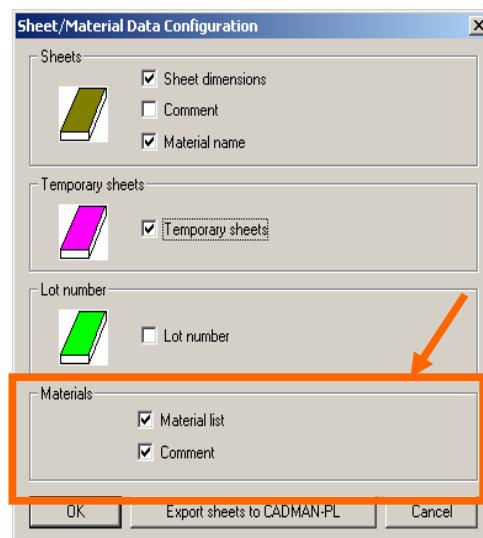 Sheet/Material Data Configuration
Sheets
Sheet dimensions
Comment
Material name
Temporary sheets
Temporary sheets
Lot number
Lot number
Materials
Material list
Comment
OK Export sheets to CADMAN-PL Cancel